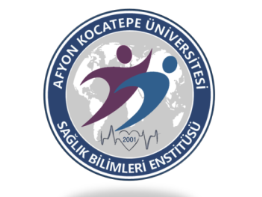 AFYON KOCATEPE ÜNİVERSİTESİ
2001
SAĞLIK BİLİMLERİ ENSTİTÜSÜ